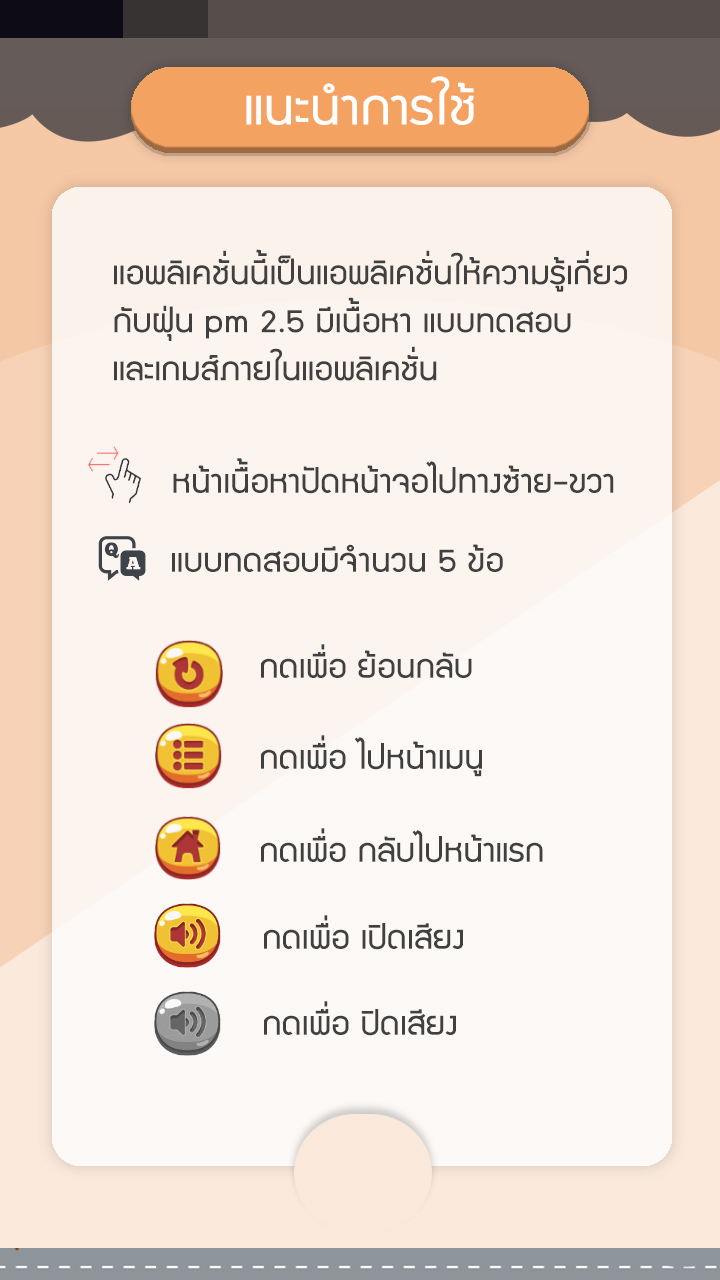 แนะนำการใช้
แอพลิเคชั่นนี้เป็นแอพลิเคชั่นให้ความรู้เกี่ยว
กับฝุ่น pm 2.5 มีเนื้อหา แบบทดสอบ
และเกมส์ภายในแอพลิเคชั่น
หน้าเนื้อหาปัดหน้าจอไปทางซ้าย-ขวา
Q
A
แบบทดสอบมีจำนวน 5 ข้อ
กดเพื่อ ย้อนกลับ
กดเพื่อ ไปหน้าเมนู
กดเพื่อ กลับไปหน้าแรก
กดเพื่อ เปิดเสียง
กดเพื่อ ปิดเสียง